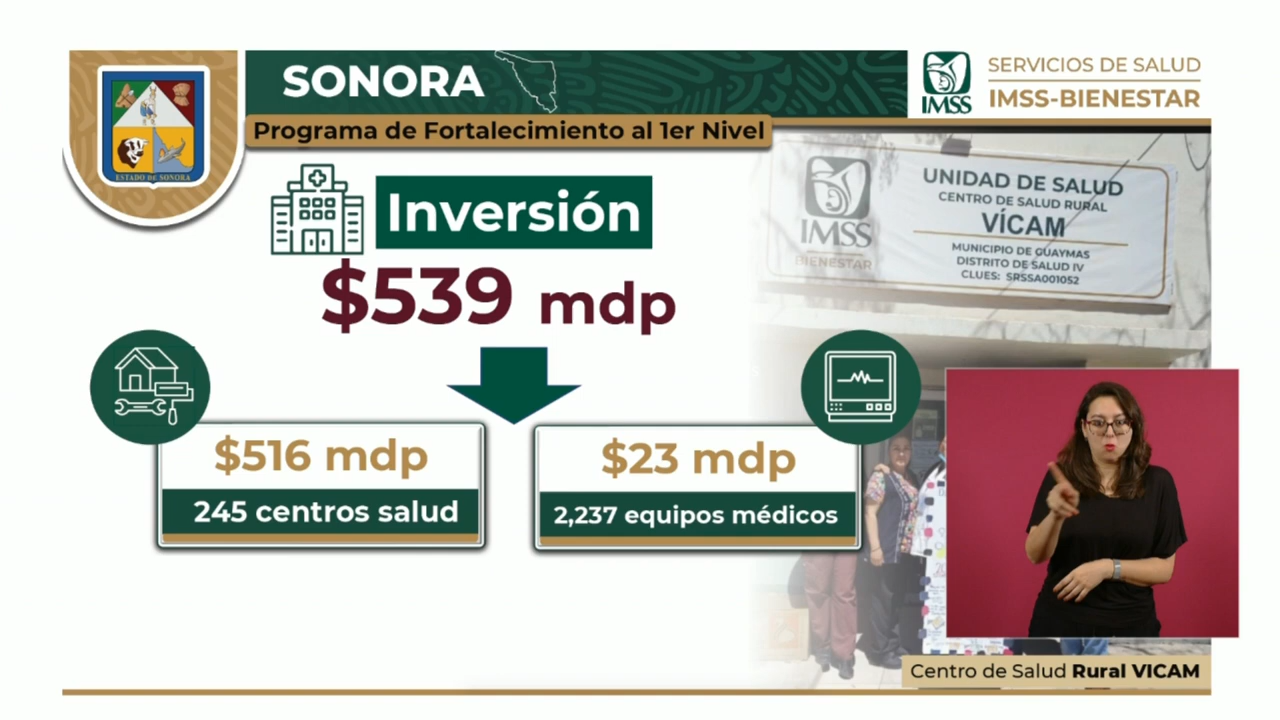 SONORA
Programa de Fortalecimiento al 1er Nivel
ESTADO DE SONORA
IMSS
SERVICIOS DE SALUD
IMSS-BIENESTAR
Inversión
$539 mdp
$516 mdp
245 centros salud
$23 mdp
2,237 equipos médicos
IMSS
BIENESTAR
UNIDAD DE SALUD
CENTRO DE SALUD RURAL
VÍCAM
MUNICIPIO DE GUAYMAS
DISTRITO DE SALUD IV
CLUES: SRSSA001052
Centro de Salud Rural VICAM